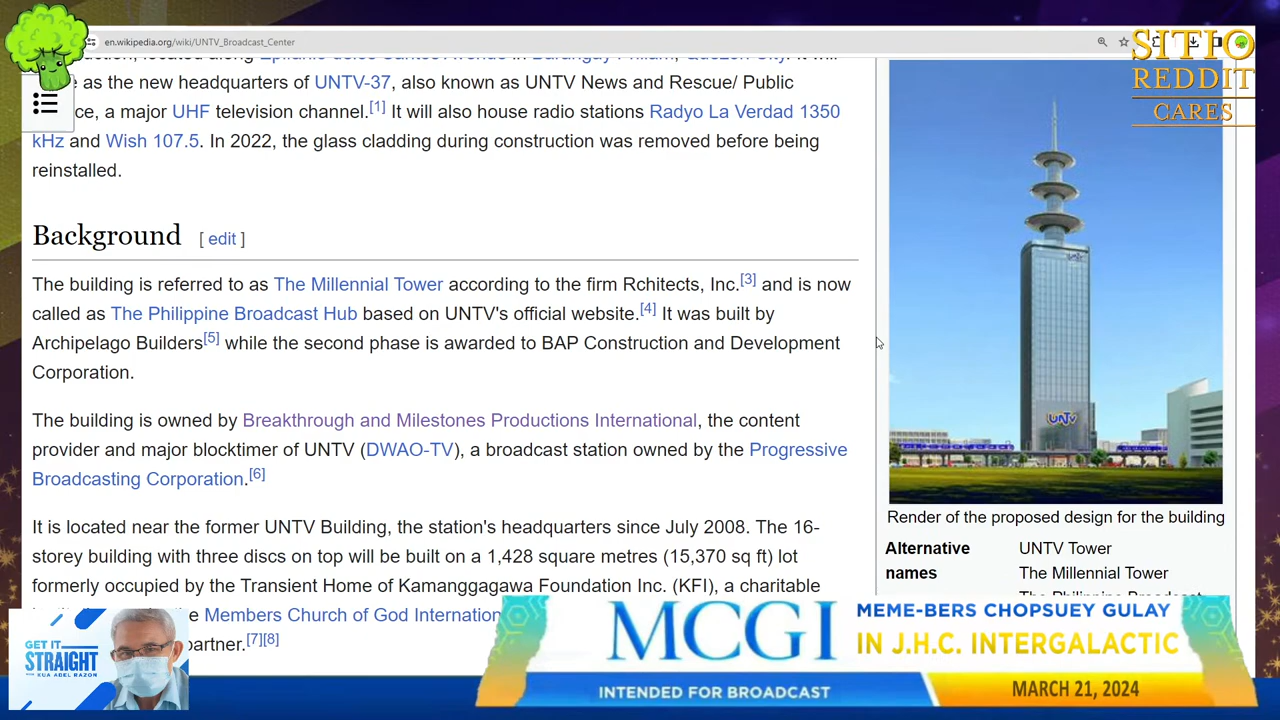 en.wikipedia.org/wiki/UNTV_Broadcast_Center
SITIO
REDDIT
CARES
as the new headquarters of UNTV-37, also known as UNTV News and Rescue/ Public
a major UHF television channel.[1] It will also house radio stations Radyo La Verdad 1350
kHz and Wish 107.5. In 2022, the glass cladding during construction was removed before being
reinstalled.
Background [ edit ]
The building is referred to as The Millennial Tower according to the firm Rchitects, Inc.[3] and is now
called as The Philippine Broadcast Hub based on UNTV's official website.[4] It was built by
Archipelago Builders[5] while the second phase is awarded to BAP Construction and Development
Corporation.
The building is owned by Breakthrough and Milestones Productions International, the content
provider and major blocktimer of UNTV (DWAO-TV), a broadcast station owned by the Progressive
Broadcasting Corporation.[6]
It is located near the former UNTV Building, the station's headquarters since July 2008. The 16-
storey building with three discs on top will be built on a 1,428 square metres (15,370 sq ft) lot
formerly occupied by the Transient Home of Kamanggagawa Foundation Inc. (KFI), a charitable
Members Church of God Internation
partner.[7][8]
UNTV
UNTV
Render of the proposed design for the building
Alternative names
UNTV Tower
The Millennial Tower
The Philippine Broadcast
GET IT
STRAIGHT
WITH KUA ADEL RAZON
MCGI
MEME-BERS CHOPSUEY GULAY
IN J.H.C. INTERGALACTIC
INTENDED FOR BROADCAST
MARCH 21, 2024